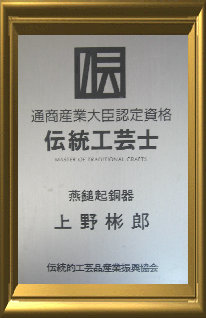 伝
通商産業大臣認定資格
伝統工芸士
MASTER OF TRADITIONAL CRAFTS
燕鎚起銅器
上野彬郎
伝統的工芸品産業振興協会